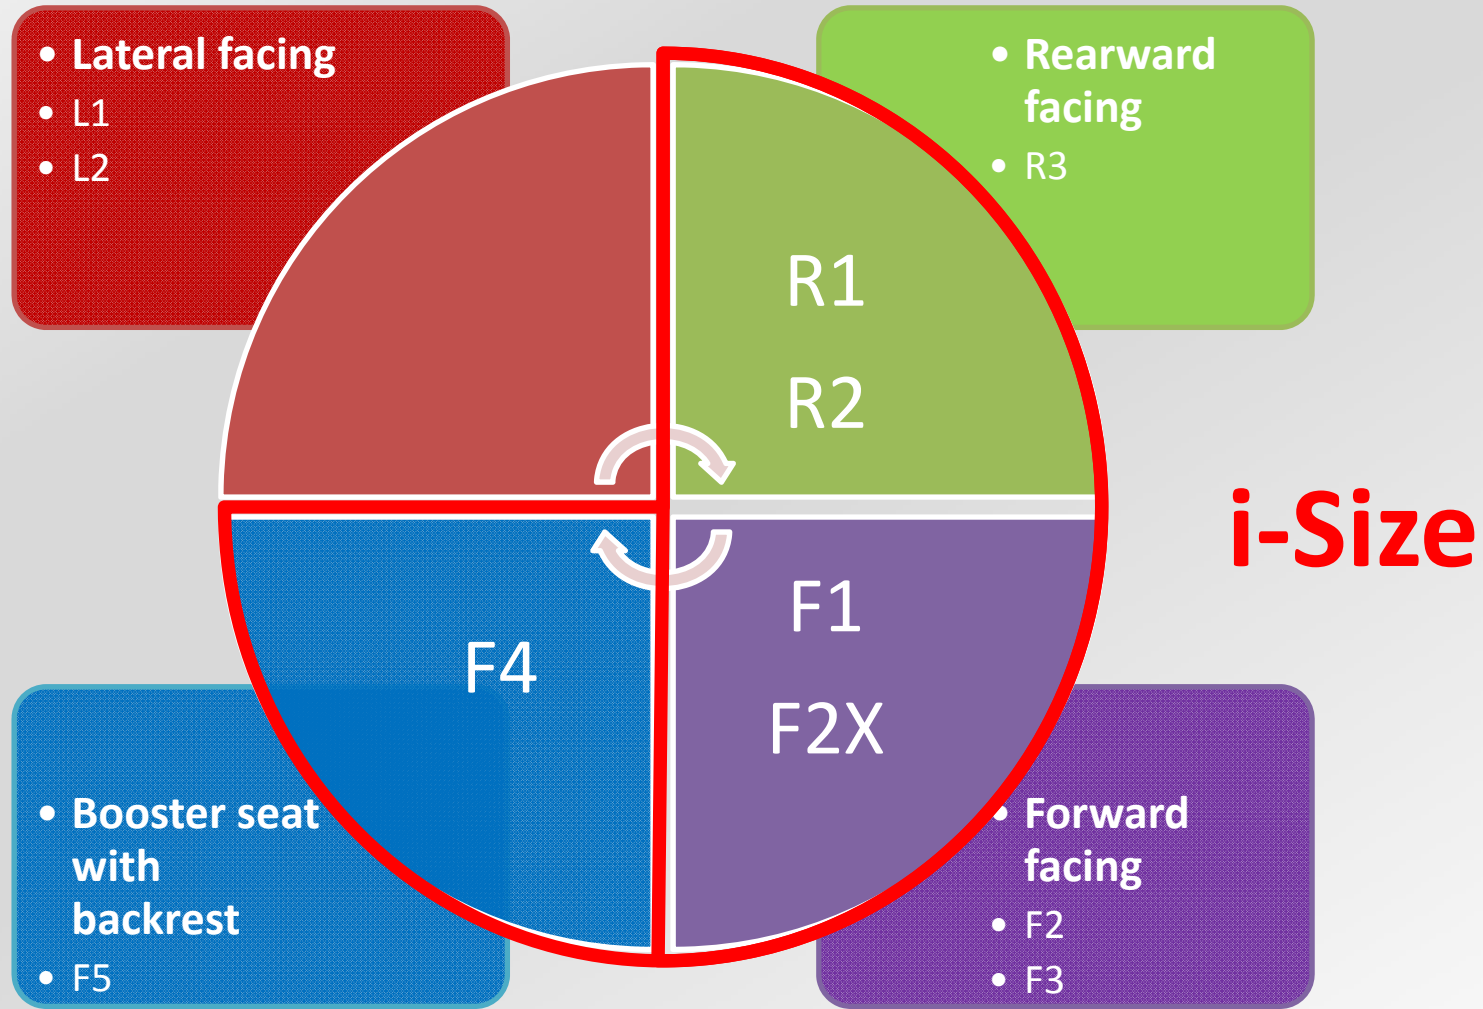 • Lateral facing
• L1
• L2
• Rearward
facing
• R3
R1
R2
i-Size
F4
F1
F2X
• Booster seat
with
backrest
• F5
• Forward
facing
• F2
• F3